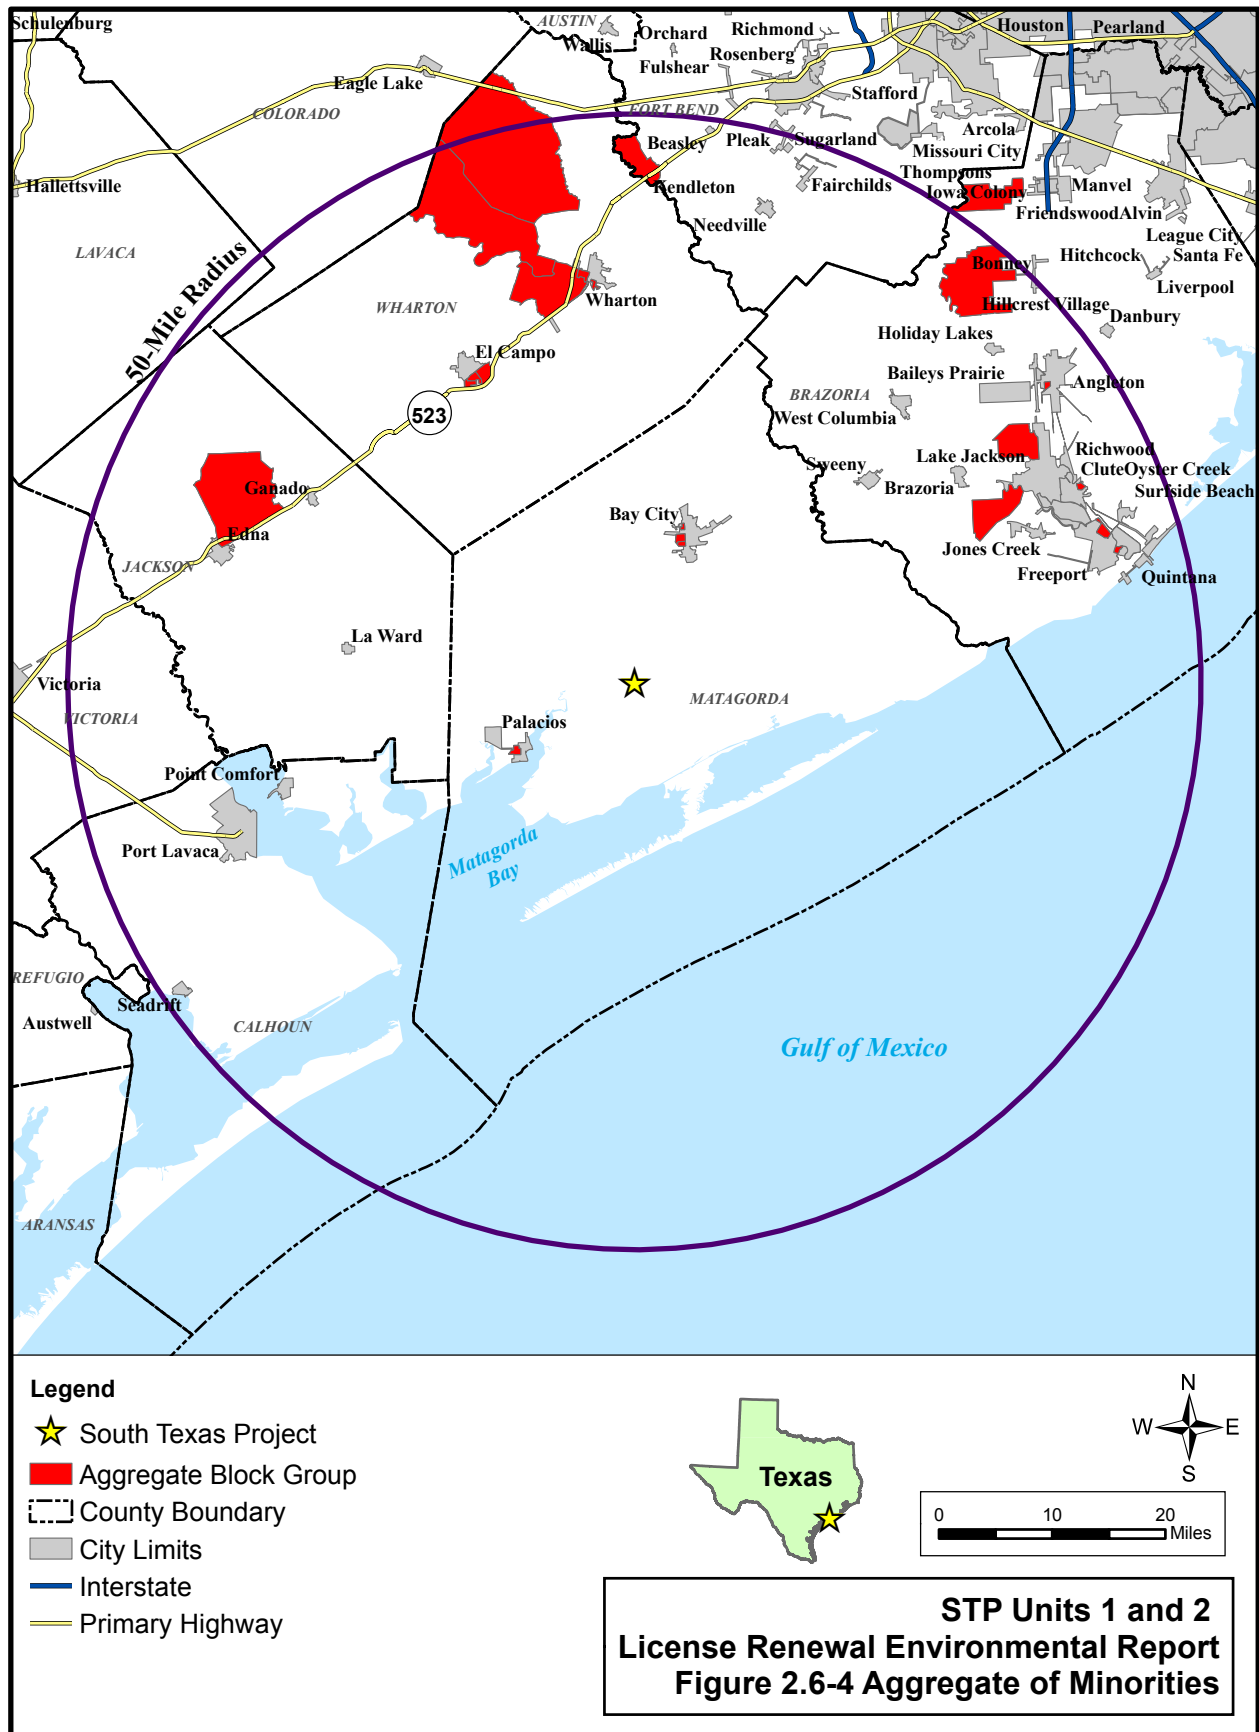 Schulenburg
AUSTIN
Wallis
Orchard
Fulshear
Richmond
Rosenberg
Houston
Pearland
Eagle Lake
COLORADO
FORT BEND
Stafford
Beasley
Pleak
Sugarland
Arcola
Missouri City
Thompsons
Hallettsville
Kendleton
Fairchilds
Iowa Colony
Manvel
Needville
Friendswood
Alvin
League City
LAVACA
50-Mile Radius
Bonney
Hitchcock
Santa Fe
Liverpool
WHARTON
Wharton
Hillcrest Village
Danbury
Holiday Lakes
El Campo
Baileys Prairie
Angleton
BRAZORIA
523
West Columbia
Richwood
Lake Jackson
Sweeny
Clute
Oyster Creek
Ganado
Brazoria
Surfside Beach
Bay City
Edna
Jones Creek
JACKSON
Freeport
Quintana
La Ward
Victoria
MATAGORDA
VICTORIA
Palacios
Point Comfort
Port Lavaca
Matagorda
Bay
REFUGIO
Seadrift
Austwell
CALHOUN
Gulf of Mexico
ARANSAS
Legend
South Texas Project
Aggregate Block Group
County Boundary
City Limits
Interstate
Primary Highway
Texas
N
W
E
S
0 10 20
Miles
STP Units 1 and 2
License Renewal Environmental Report
Figure 2.6-4 Aggregate of Minorities